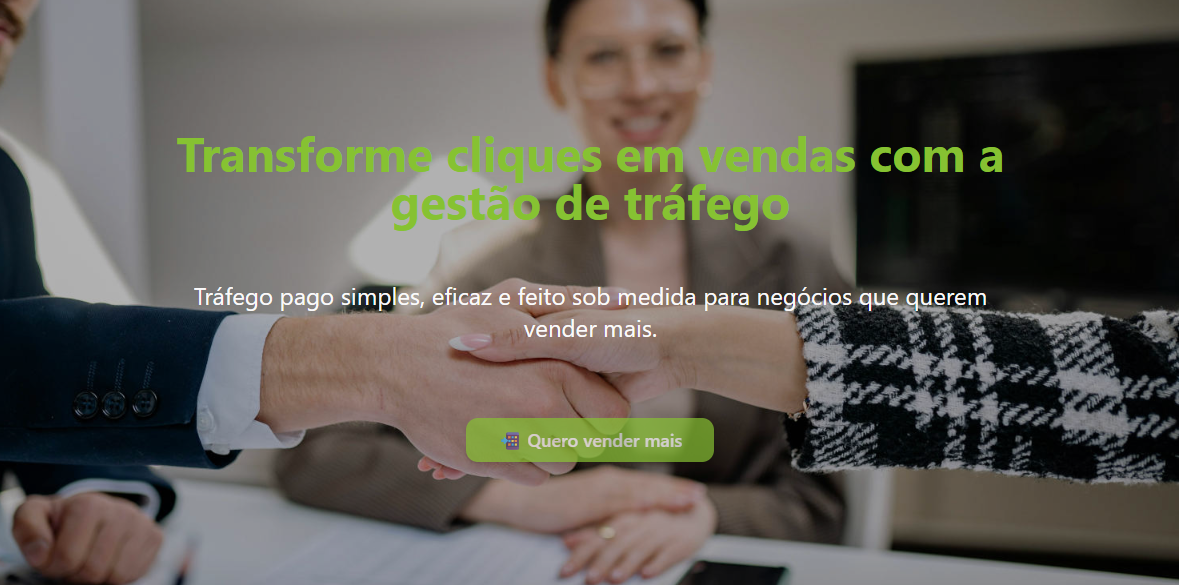 Transforme cliques em vendas com a
gestão de tráfego
Tráfego pago simples, eficaz e feito sob medida para negócios que querem
vender mais.
📲 Quero vender mais